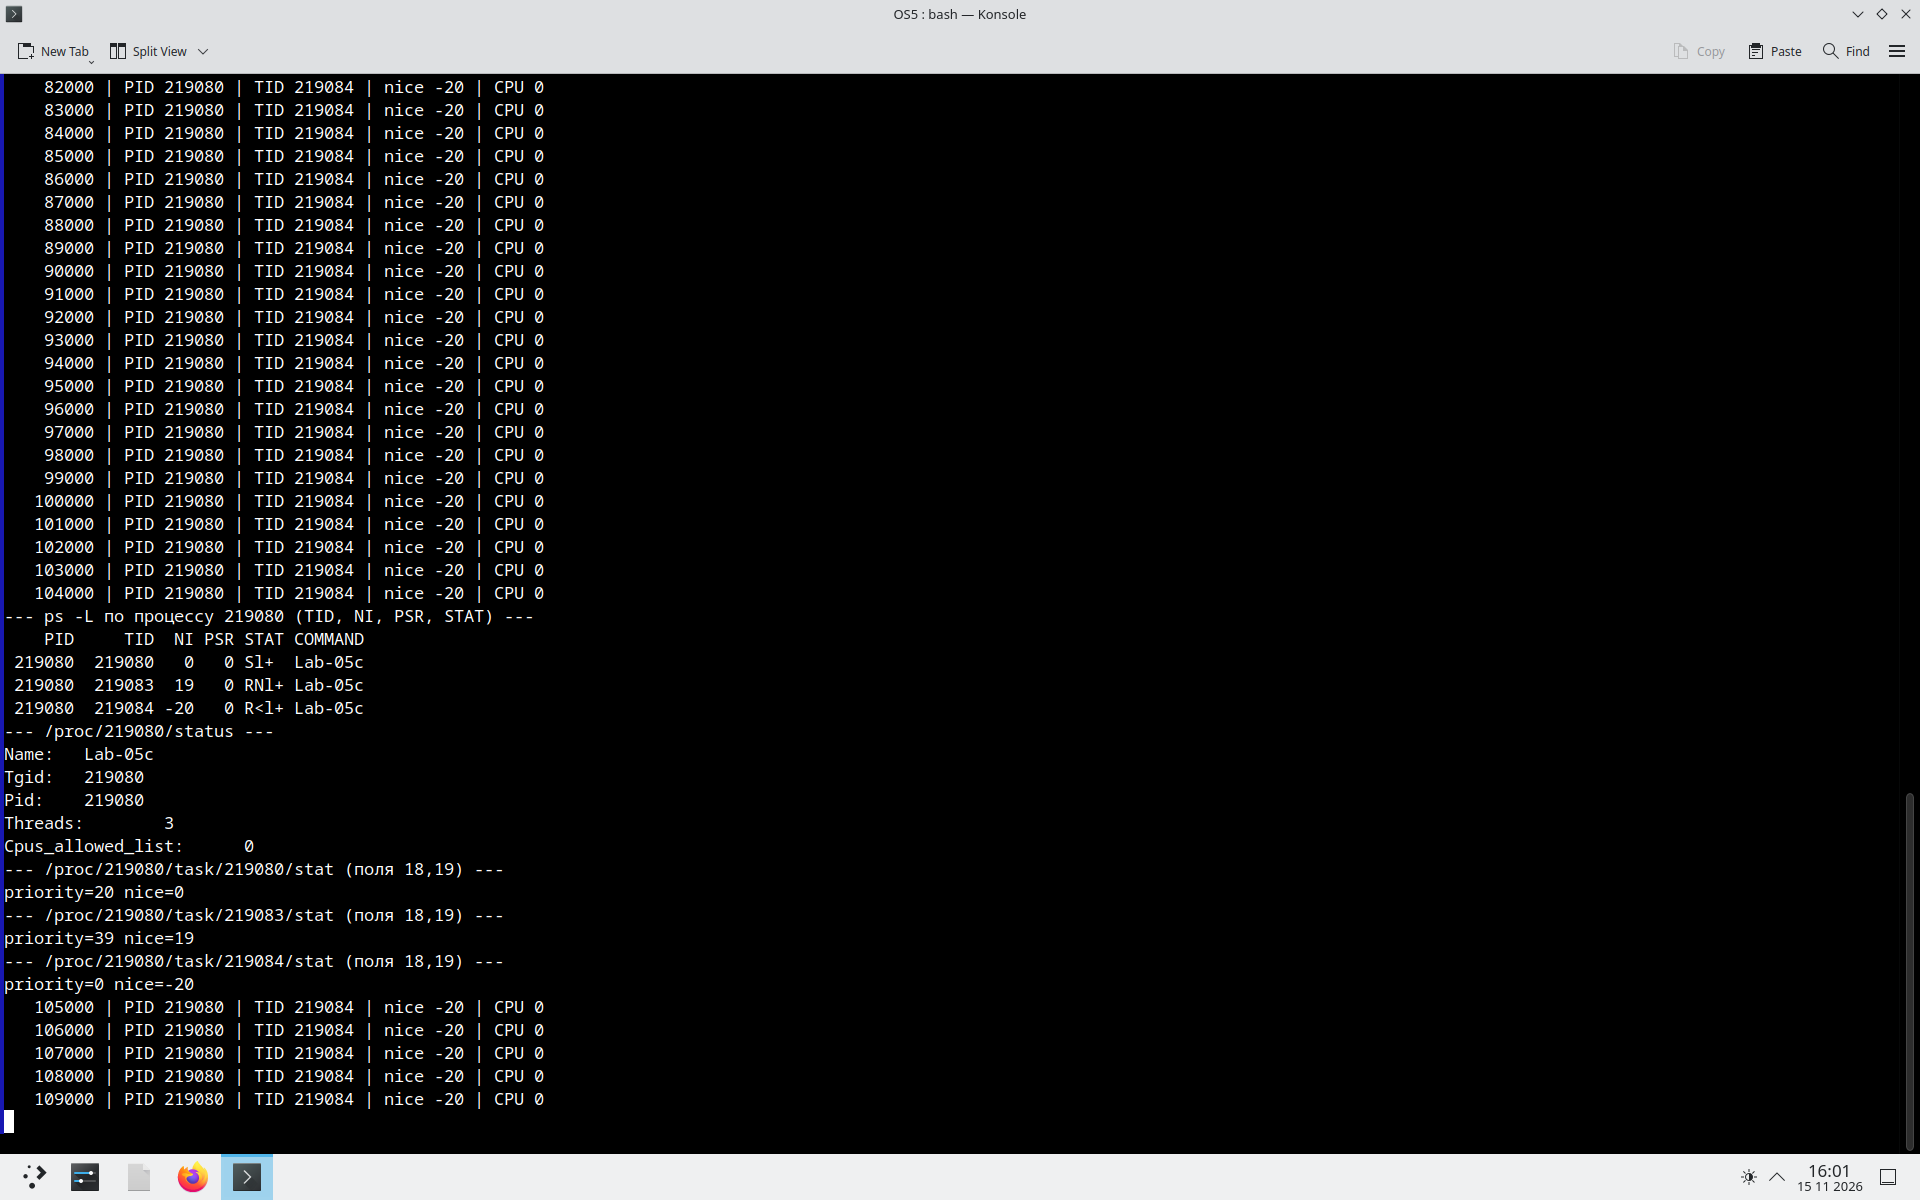 OS5 : bash — Konsole
New Tab
Split View
Copy
Paste
Find
82000 | PID 219080 | TID 219084 | nice -20 | CPU 0
83000 | PID 219080 | TID 219084 | nice -20 | CPU 0
84000 | PID 219080 | TID 219084 | nice -20 | CPU 0
85000 | PID 219080 | TID 219084 | nice -20 | CPU 0
86000 | PID 219080 | TID 219084 | nice -20 | CPU 0
87000 | PID 219080 | TID 219084 | nice -20 | CPU 0
88000 | PID 219080 | TID 219084 | nice -20 | CPU 0
89000 | PID 219080 | TID 219084 | nice -20 | CPU 0
90000 | PID 219080 | TID 219084 | nice -20 | CPU 0
91000 | PID 219080 | TID 219084 | nice -20 | CPU 0
92000 | PID 219080 | TID 219084 | nice -20 | CPU 0
93000 | PID 219080 | TID 219084 | nice -20 | CPU 0
94000 | PID 219080 | TID 219084 | nice -20 | CPU 0
95000 | PID 219080 | TID 219084 | nice -20 | CPU 0
96000 | PID 219080 | TID 219084 | nice -20 | CPU 0
97000 | PID 219080 | TID 219084 | nice -20 | CPU 0
98000 | PID 219080 | TID 219084 | nice -20 | CPU 0
99000 | PID 219080 | TID 219084 | nice -20 | CPU 0
100000 | PID 219080 | TID 219084 | nice -20 | CPU 0
101000 | PID 219080 | TID 219084 | nice -20 | CPU 0
102000 | PID 219080 | TID 219084 | nice -20 | CPU 0
103000 | PID 219080 | TID 219084 | nice -20 | CPU 0
104000 | PID 219080 | TID 219084 | nice -20 | CPU 0
--- ps -L по процессу 219080 (TID, NI, PSR, STAT) ---
PID TID NI PSR STAT COMMAND
219080 219080 0 0 Sl+ Lab-05c
219080 219083 19 0 RNl+ Lab-05c
219080 219084 -20 0 R<l+ Lab-05c
--- /proc/219080/status ---
Name: Lab-05c
Tgid: 219080
Pid: 219080
Threads: 3
Cpus_allowed_list: 0
--- /proc/219080/task/219080/stat (поля 18,19) ---
priority=20 nice=0
--- /proc/219080/task/219083/stat (поля 18,19) ---
priority=39 nice=19
--- /proc/219080/task/219084/stat (поля 18,19) ---
priority=0 nice=-20
105000 | PID 219080 | TID 219084 | nice -20 | CPU 0
106000 | PID 219080 | TID 219084 | nice -20 | CPU 0
107000 | PID 219080 | TID 219084 | nice -20 | CPU 0
108000 | PID 219080 | TID 219084 | nice -20 | CPU 0
109000 | PID 219080 | TID 219084 | nice -20 | CPU 0
16:01
15 11 2026